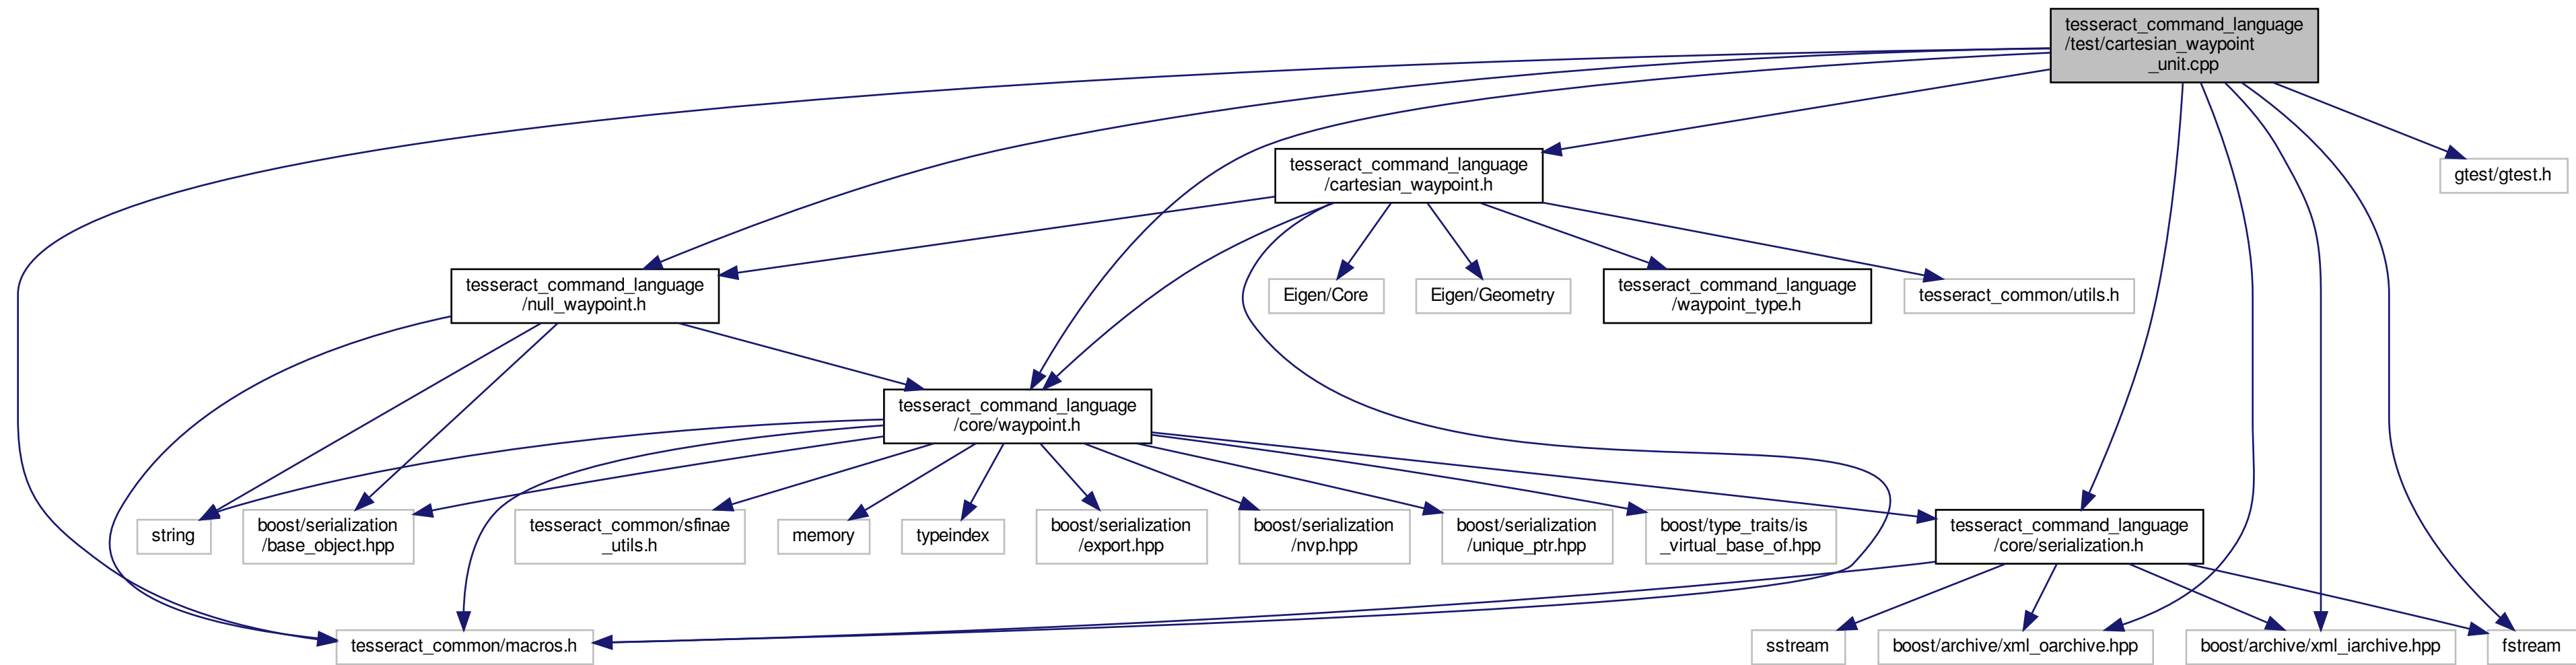 tesseract_command_language
/test/cartesian_waypoint
_unit.cpp
tesseract_command_language
/cartesian_waypoint.h
gtest/gtest.h
tesseract_command_language
/null_waypoint.h
Eigen/Core
Eigen/Geometry
tesseract_command_language
/waypoint_type.h
tesseract_common/utils.h
tesseract_command_language
/core/waypoint.h
string
boost/serialization
/base_object.hpp
tesseract_common/sfinae
_utils.h
memory
typeindex
boost/serialization
/export.hpp
boost/serialization
/nvp.hpp
boost/serialization
/unique_ptr.hpp
boost/type_traits/is
_virtual_base_of.hpp
tesseract_command_language
/core/serialization.h
tesseract_common/macros.h
sstream
boost/archive/xml_oarchive.hpp
boost/archive/xml_iarchive.hpp
fstream